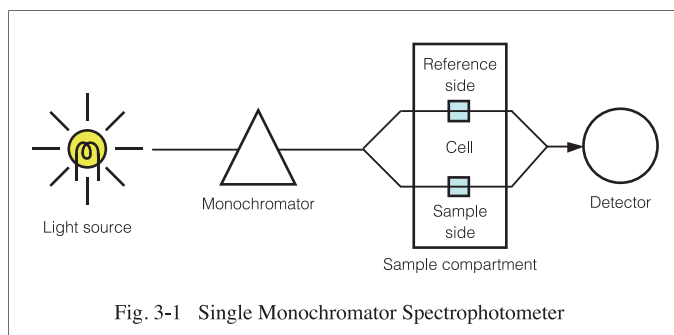 Reference
side
Cell
Monochromator
Sample
side
Detector
Light source
Sample compartment
Fig. 3-1 Single Monochromator Spectrophotometer